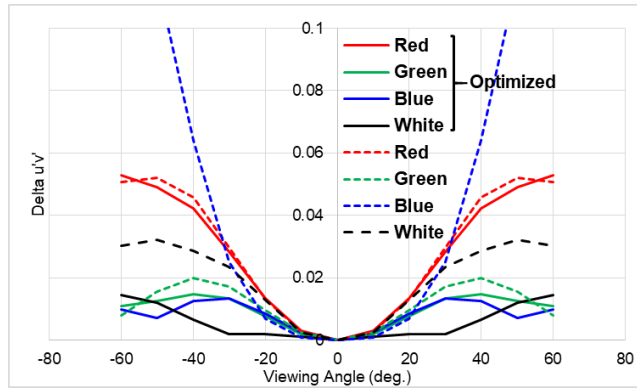 0.1
0.08
0.06
0.04
0.02
0
Delta u'v'
Red
Green
Blue
White
Optimized
Red
Green
Blue
White
-80 -60 -40 -20 0 20 40 60 80
Viewing Angle (deg.)